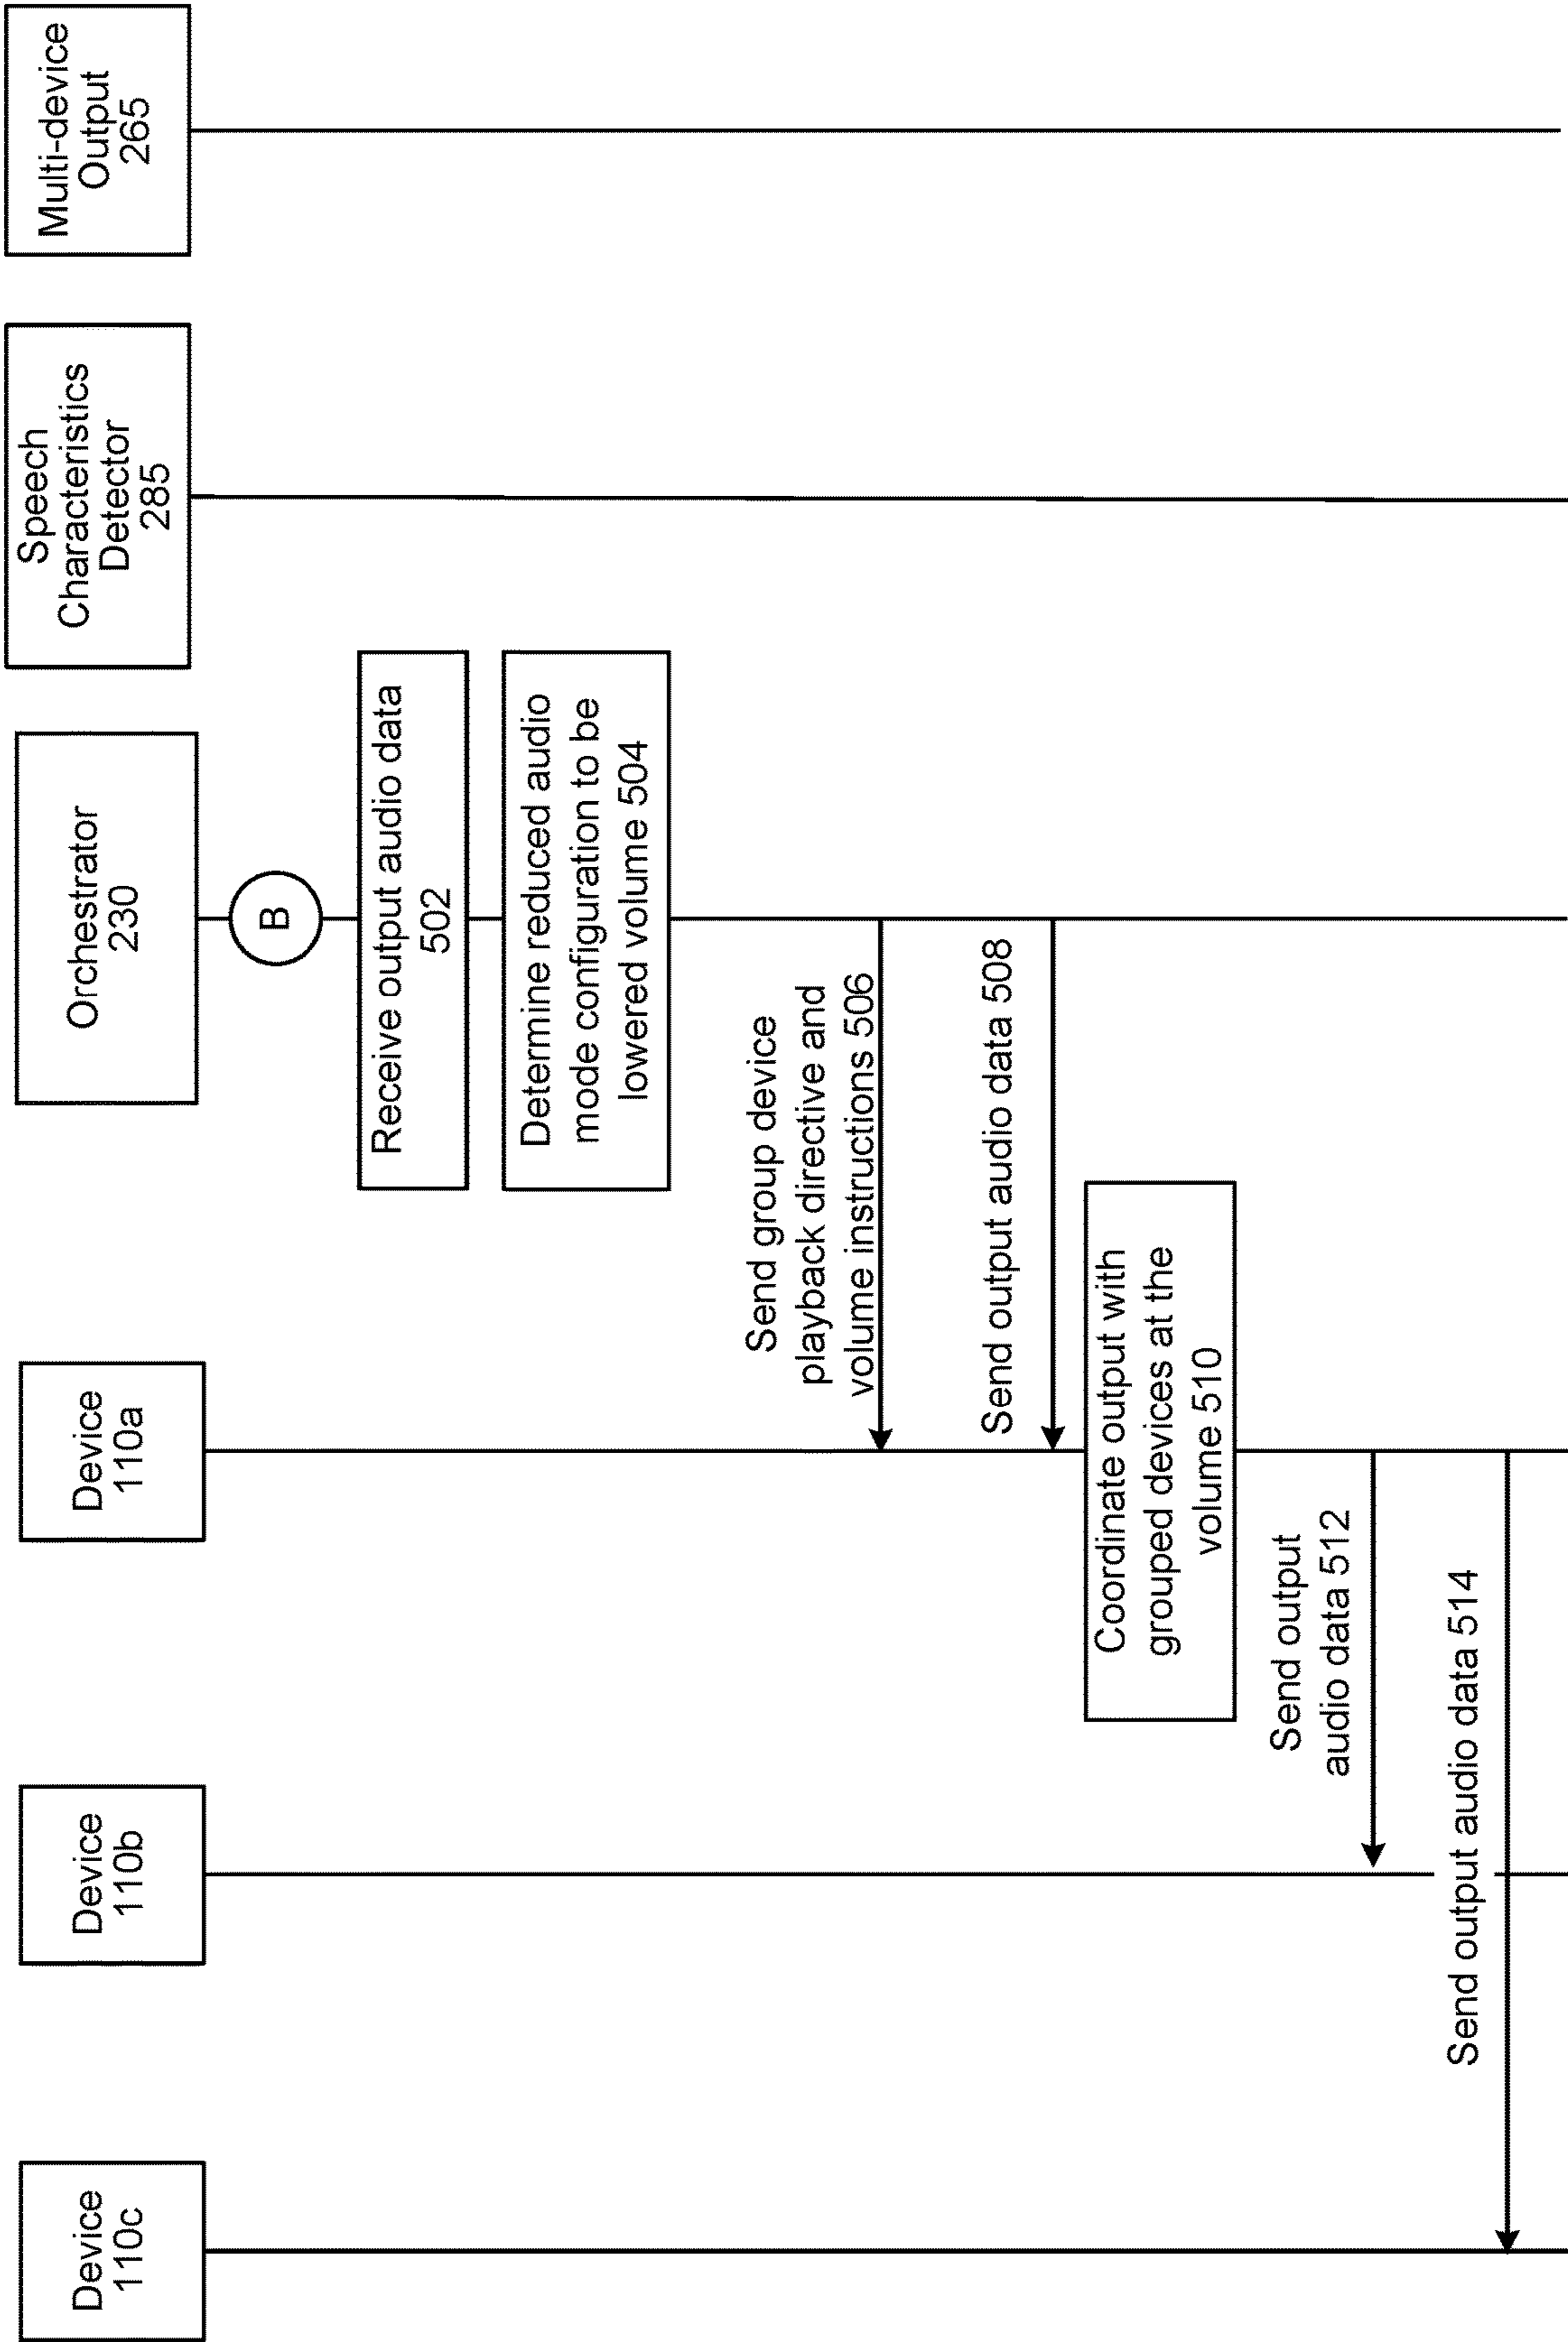 Device
110c
Device
110b
Device
110a
Orchestrator
230
Speech
Characteristics
Detector
285
Multi-device
Output
265
B
Receive output audio data
502
Determine reduced audio
mode configuration to be
lowered volume 504
Send group device
playback directive and
volume instructions 506
Send output audio data 508
Coordinate output with
grouped devices at the
volume 510
Send output
audio data 512
Send output audio data 514